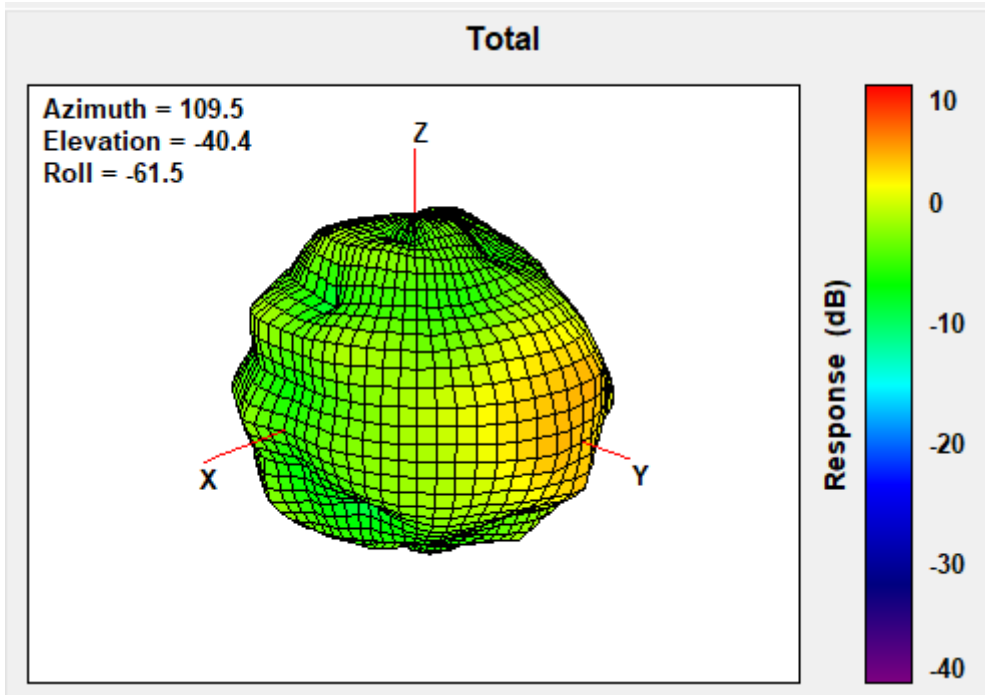 Total
Azimuth = 109.5
Elevation = -40.4
Roll = -61.5
Z
X
Y
10
0
-10
-20
-30
-40
Response (dB)